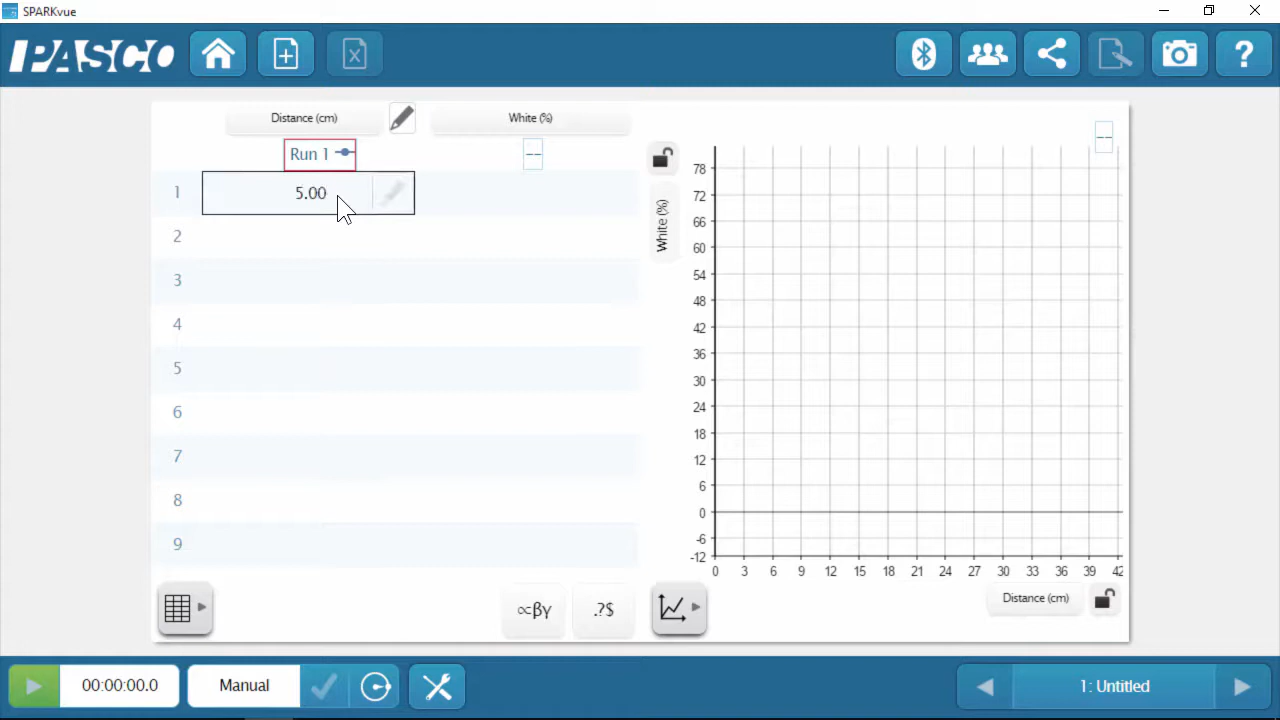 SPARKvue
PASCO
Distance (cm)
White (%)
Run 1
--
1
5.00
2
3
4
5
6
7
8
9
∝βγ
.?$
--
White (%)
78
72
66
60
54
48
42
36
30
24
18
12
6
0
-6
-12
0 3 6 9 12 15 18 21 24 27 30 33 36 39 42
Distance (cm)
00:00:00.0
Manual
1: Untitled